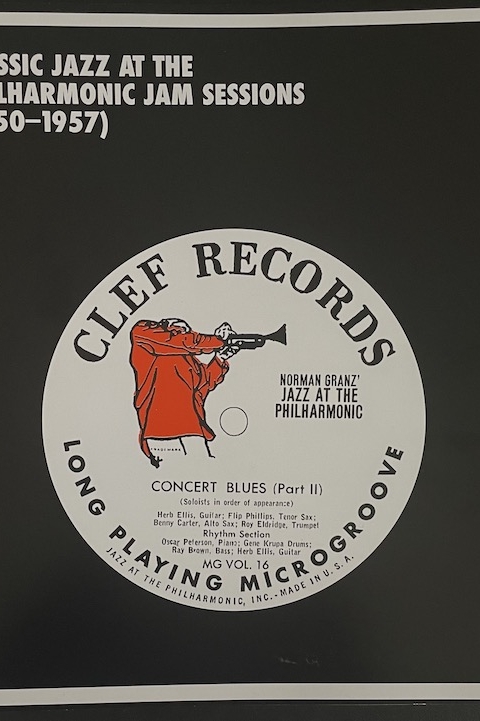 SSIC JAZZ AT THE
LHARMONIC JAM SESSIONS
50–1957)
CLEF RECORDS
NORMAN GRANZ'
JAZZ AT THE
PHILHARMONIC
TRADE MARK
CONCERT BLUES (Part II)
(Soloists in order of appearance)
Herb Ellis, Guitar; Flip Phillips, Tenor Sax;
Benny Carter, Alto Sax; Roy Eldridge, Trumpet
Rhythm Section
Oscar Peterson, Piano; Gene Krupa Drums;
Ray Brown, Bass; Herb Ellis, Guitar
MG VOL. 16
LONG PLAYING MICROGROOVE
JAZZ AT THE PHILHARMONIC, INC.-MADE IN U.S.A.